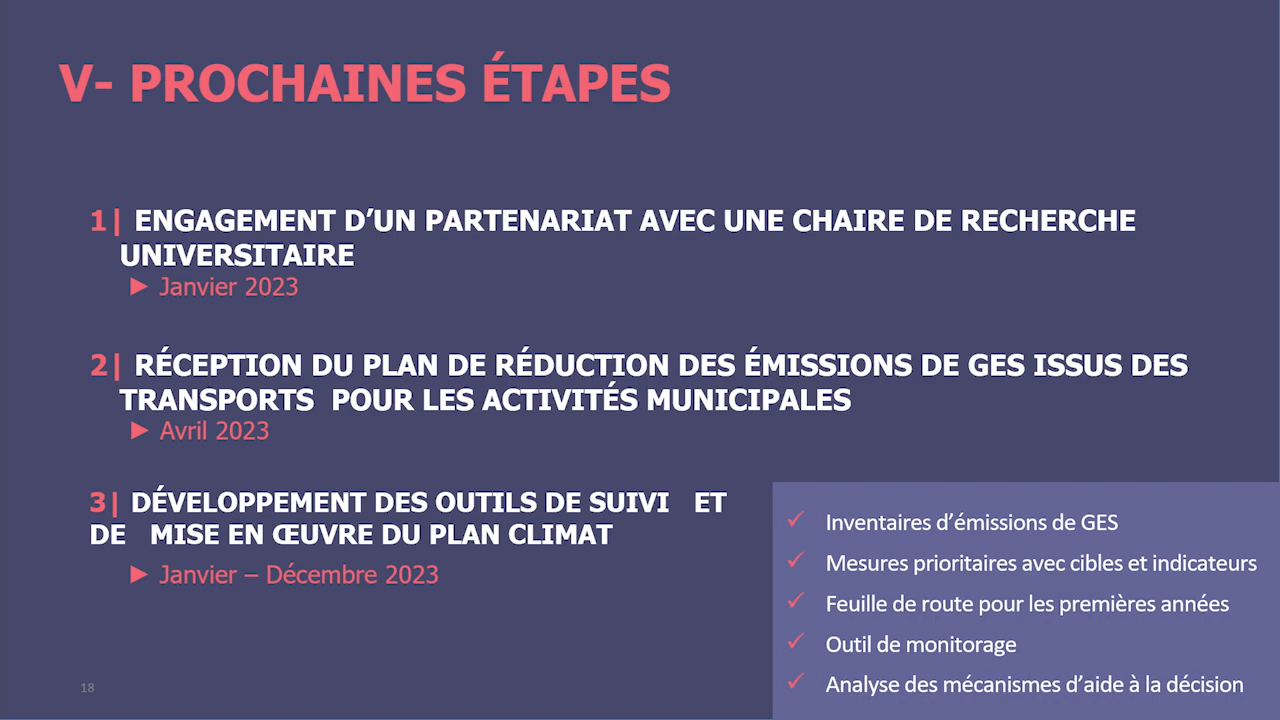 V- PROCHAINES ÉTAPES
1| ENGAGEMENT D’UN PARTENARIAT AVEC UNE CHAIRE DE RECHERCHE
UNIVERSITAIRE
► Janvier 2023
2| RÉCEPTION DU PLAN DE RÉDUCTION DES ÉMISSIONS DE GES ISSUS DES
TRANSPORTS POUR LES ACTIVITÉS MUNICIPALES
► Avril 2023
3| DÉVELOPPEMENT DES OUTILS DE SUIVI ET
DE MISE EN ŒUVRE DU PLAN CLIMAT
► Janvier – Décembre 2023
✓ Inventaires d’émissions de GES
✓ Mesures prioritaires avec cibles et indicateurs
✓ Feuille de route pour les premières années
✓ Outil de monitorage
✓ Analyse des mécanismes d’aide à la décision
18